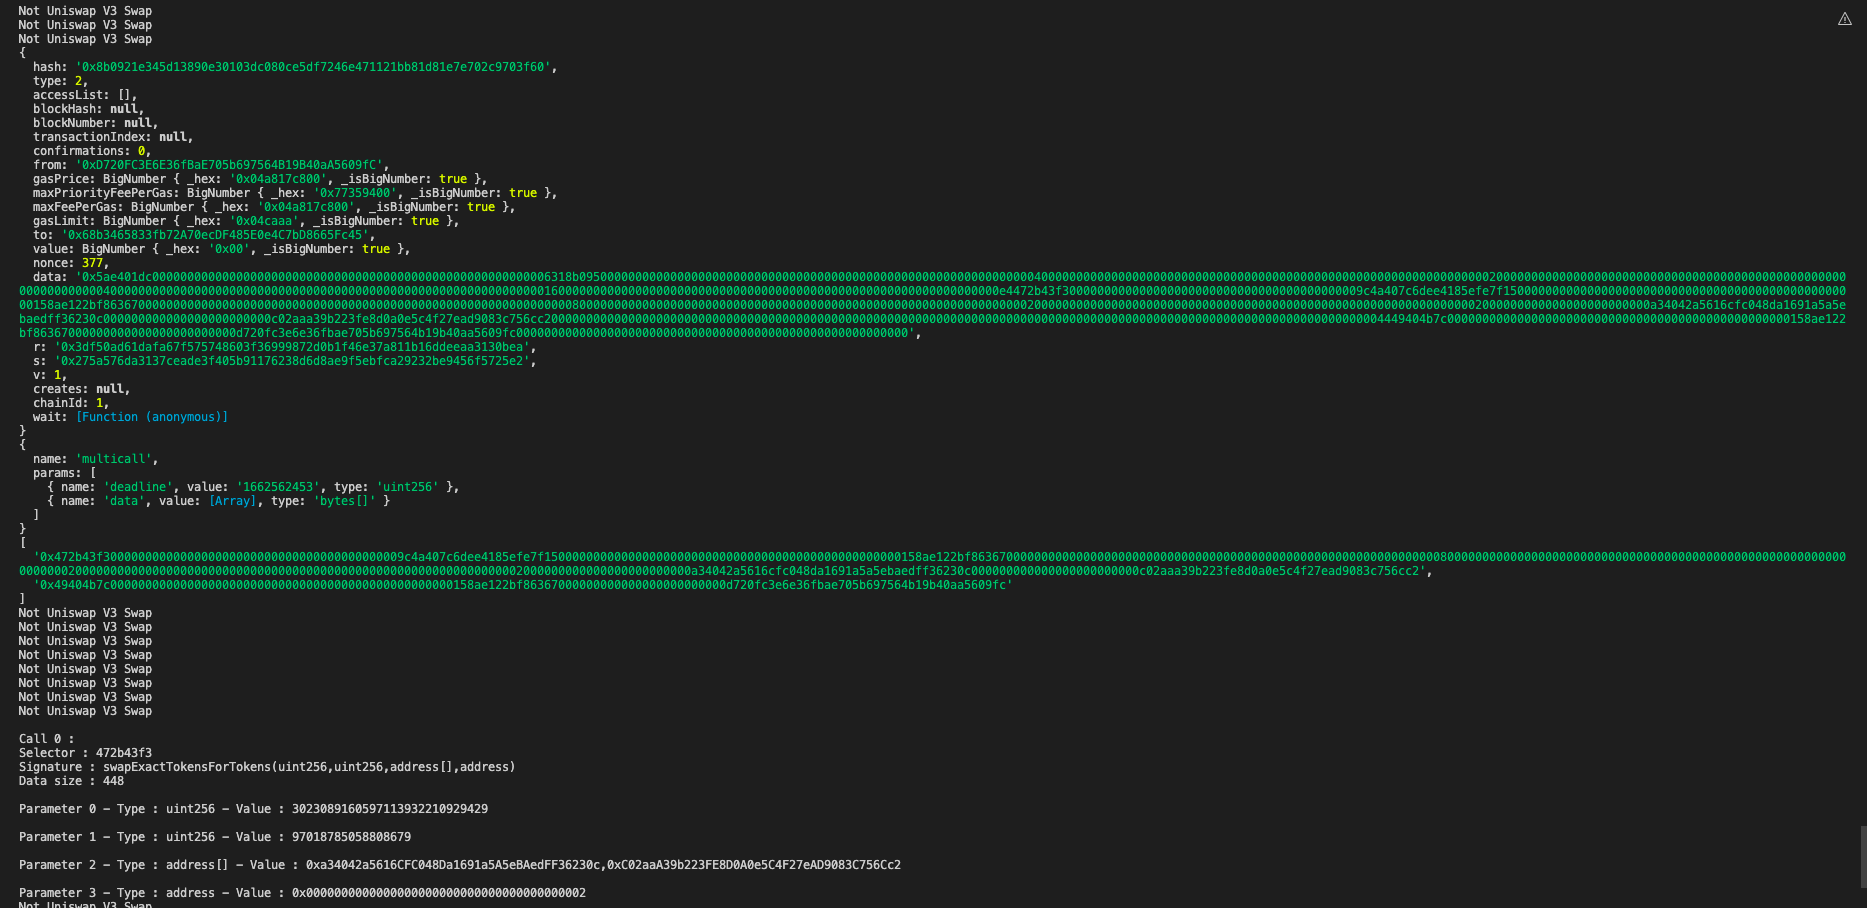 Not Uniswap V3 Swap
Not Uniswap V3 Swap
Not Uniswap V3 Swap
{
hash: '0x8b0921e345d13890e30103dc080ce5df7246e471121bb81d81e7e702c9703f60',
type: 2,
accessList: [],
blockHash: null,
blockNumber: null,
transactionIndex: null,
confirmations: 0,
from: '0xD720FC3E6E36fBaE705b697564B19B40aA5609fC',
gasPrice: BigNumber { _hex: '0x04a817c800', _isBigNumber: true },
maxPriorityFeePerGas: BigNumber { _hex: '0x77359400', _isBigNumber: true },
maxFeePerGas: BigNumber { _hex: '0x04a817c800', _isBigNumber: true },
gasLimit: BigNumber { _hex: '0x04caaa', _isBigNumber: true },
to: '0x68b3465833fb72A70ecDF485E0e4C7bD8665Fc45',
value: BigNumber { _hex: '0x00', _isBigNumber: true },
nonce: 377,
data:
r: '0x3df50ad61dafa67f575748603f36999872d0b1f46e37a811b16ddeeaa3130bea',
s: '0x275a576da3137ceade3f405b91176238d6d8ae9f5ebfca29232be9456f5725e2',
v: 1,
creates: null,
chainId: 1,
wait: [Function (anonymous)]
}
{
name: 'multicall',
params: [
{ name: 'deadline', value: '1662562453', type: 'uint256' },
{ name: 'data', value: [Array], type: 'bytes[]' }
]
}
[
'0x49404b7c0000000000000000000000000000000000000000000000000158ae122bf86367000000000000000000000000d720fc3e6e36fbae705b697564b19b40aa5609fc'
]
Not Uniswap V3 Swap
Not Uniswap V3 Swap
Not Uniswap V3 Swap
Not Uniswap V3 Swap
Not Uniswap V3 Swap
Not Uniswap V3 Swap
Not Uniswap V3 Swap
Not Uniswap V3 Swap
Call 0 :
Selector : 472b43f3
Signature : swapExactTokensForTokens(uint256,uint256,address[],address)
Data size : 448
Parameter 0 – Type : uint256 – Value : 3023089160597113932210929429
Parameter 1 – Type : uint256 – Value : 97018785058808679
Parameter 2 – Type : address[] – Value : 0xa34042a5616CFC048Da1691a5A5eBAedFF36230c,0xC02aaA39b223FE8D0A0e5C4F27eAD9083C756Cc2
Parameter 3 – Type : address – Value : 0x0000000000000000000000000000000000000002
Not Uniswap V3 Swap